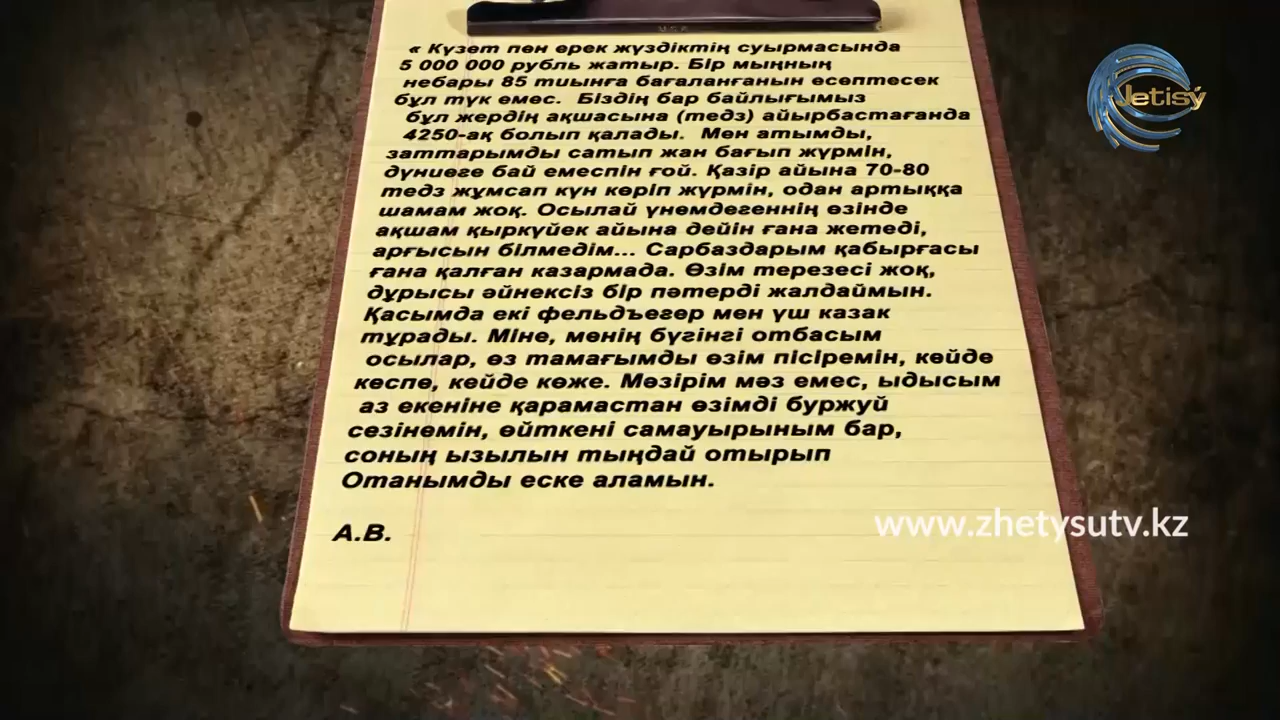 « Күзет пен ерек жүздіктің суырмасында
5 000 000 рубль жатыр. Бір мыңның
небары 85 тиынға бағаланғанын есептесек
бұл түк емес. Біздің бар байлығымыз
бұл жердің ақшасына (тедз) айырбастағанда
4250-ақ болып қалады. Мен атымды,
заттарымды сатып жан бағып жүрмін,
дүниеге бай емеспін ғой. Қазір айына 70-80
тедз жұмсап күн көріп жүрмін, одан артыққа
шамам жоқ. Осылай үнемдегеннің өзінде
ақшам қыркүйек айына дейін ғана жетеді,
арғысын білмедім... Сарбаздарым қабырғасы
ғана қалған казармада. Өзім терезесі жоқ,
дұрысы әйнексіз бір пәтерді жалдаймын.
Қасымда екі фельдъегер мен үш казак
тұрады. Міне, менің бүгінгі отбасым
осылар, өз тамағымды өзім пісіремін, кейде
кеспе, кейде көже. Мәзірім мәз емес, ыдысым
аз екеніне қарамастан өзімді буржуй
сезінемін, өйткені самауырыным бар,
соның ызылын тыңдай отырып
Отанымды еске аламын.
А.В.
Jetisý
www.zhetysutv.kz